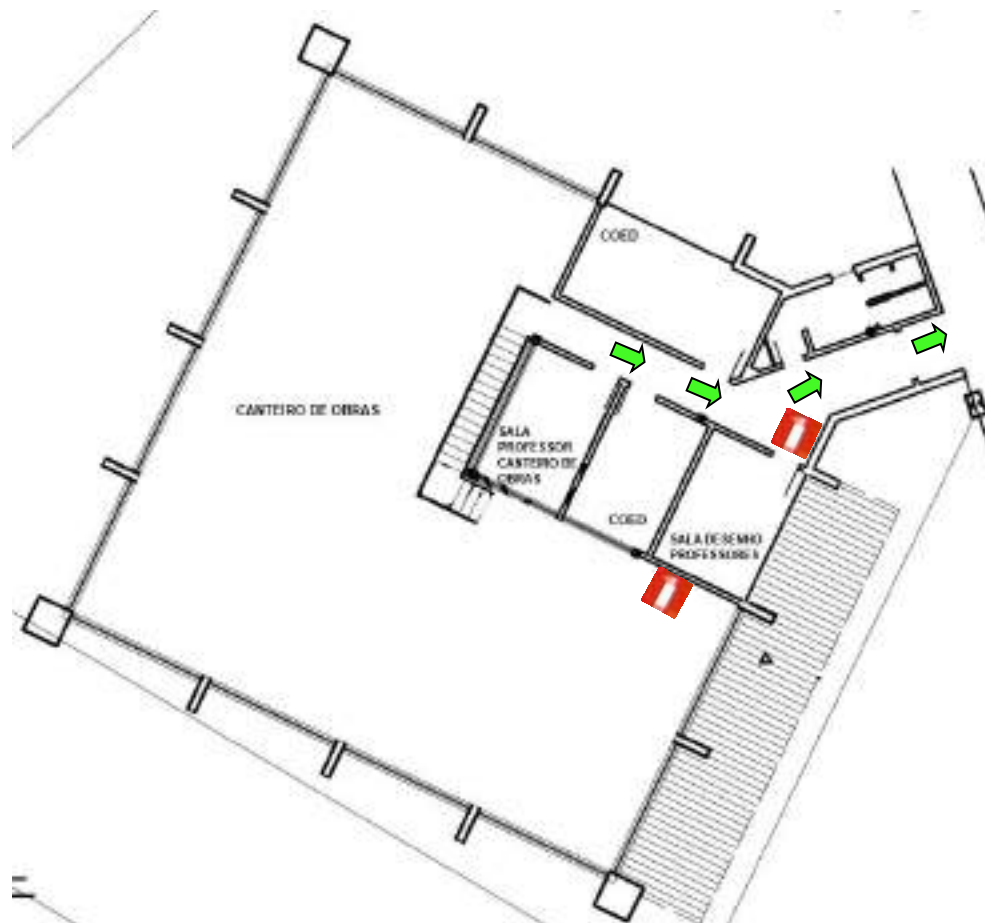 COED
CANTEIRO DE OBRAS
SALA
PROFESSOR
CANTEIRO DE
OBRAS
COED
SALA DESENHO
PROFESSORES